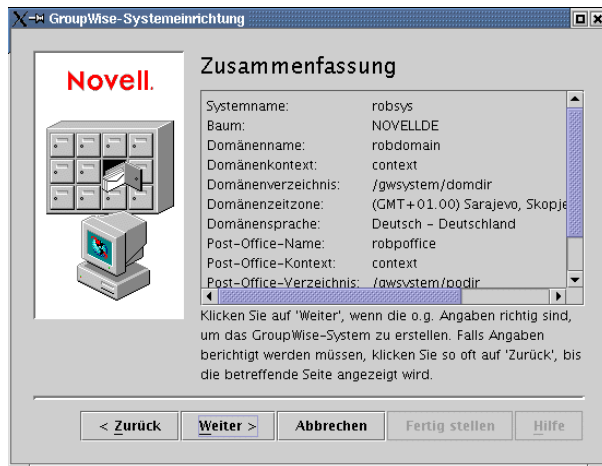 GroupWise-Systemeinrichtung
Novell.
Zusammenfassung
Systemname: robsys
Baum: NOVELLDE
Domänenname: robdomain
Domänenkontext: context
Domänenverzeichnis: /gwsystem/domdir
Domänenzeitzone: (GMT+01.00) Sarajevo, Skopje
Domänensprache: Deutsch - Deutschland
Post-Office-Name: robpoffice
Post-Office-Kontext: context
Post-Office-Verzeichnis: /gwsystem/podir
Klicken Sie auf 'Weiter', wenn die o.g. Angaben richtig sind,
um das GroupWise-System zu erstellen. Falls Angaben
berichtigt werden müssen, klicken Sie so oft auf 'Zurück', bis
die betreffende Seite angezeigt wird.
< Zurück Weiter > Abbrechen Fertig stellen Hilfe